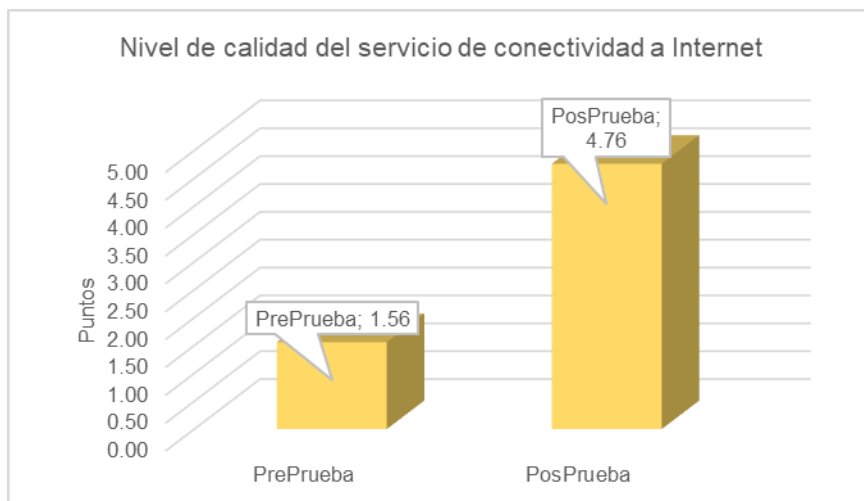 Nivel de calidad del servicio de conectividad a Internet
PosPrueba;
4.76
5.00
4.50
4.00
3.50
3.00
2.50
2.00
1.50
1.00
0.50
0.00
Puntos
PrePrueba; 1.56
PrePrueba
PosPrueba